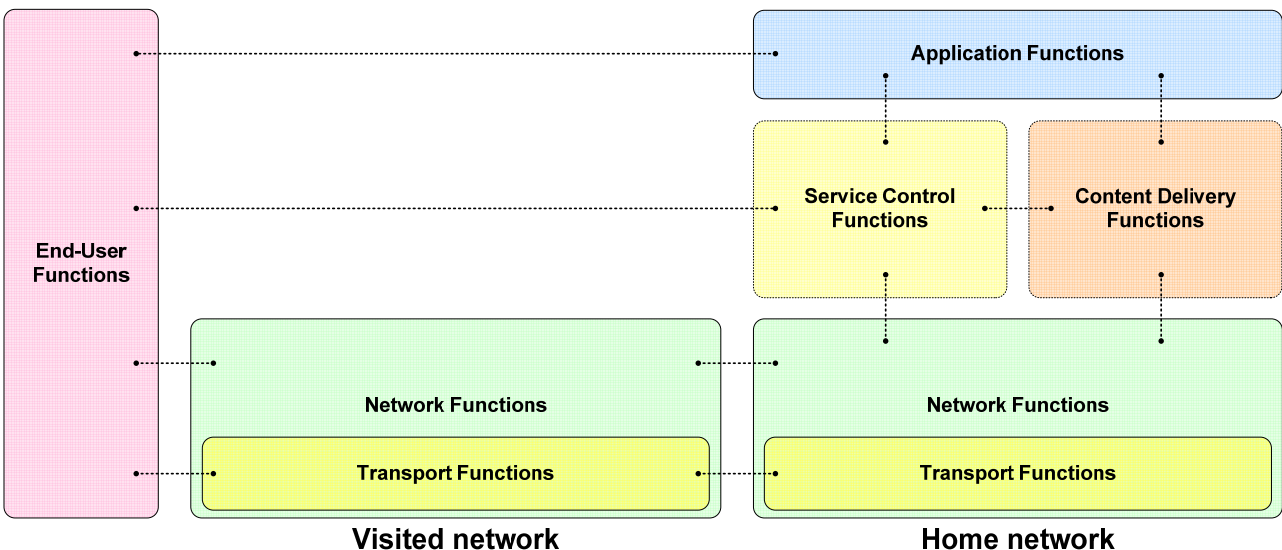 Application Functions
Service Control
Functions
Content Delivery
Functions
End-User
Functions
Network Functions
Network Functions
Transport Functions
Transport Functions
Visited network
Home network